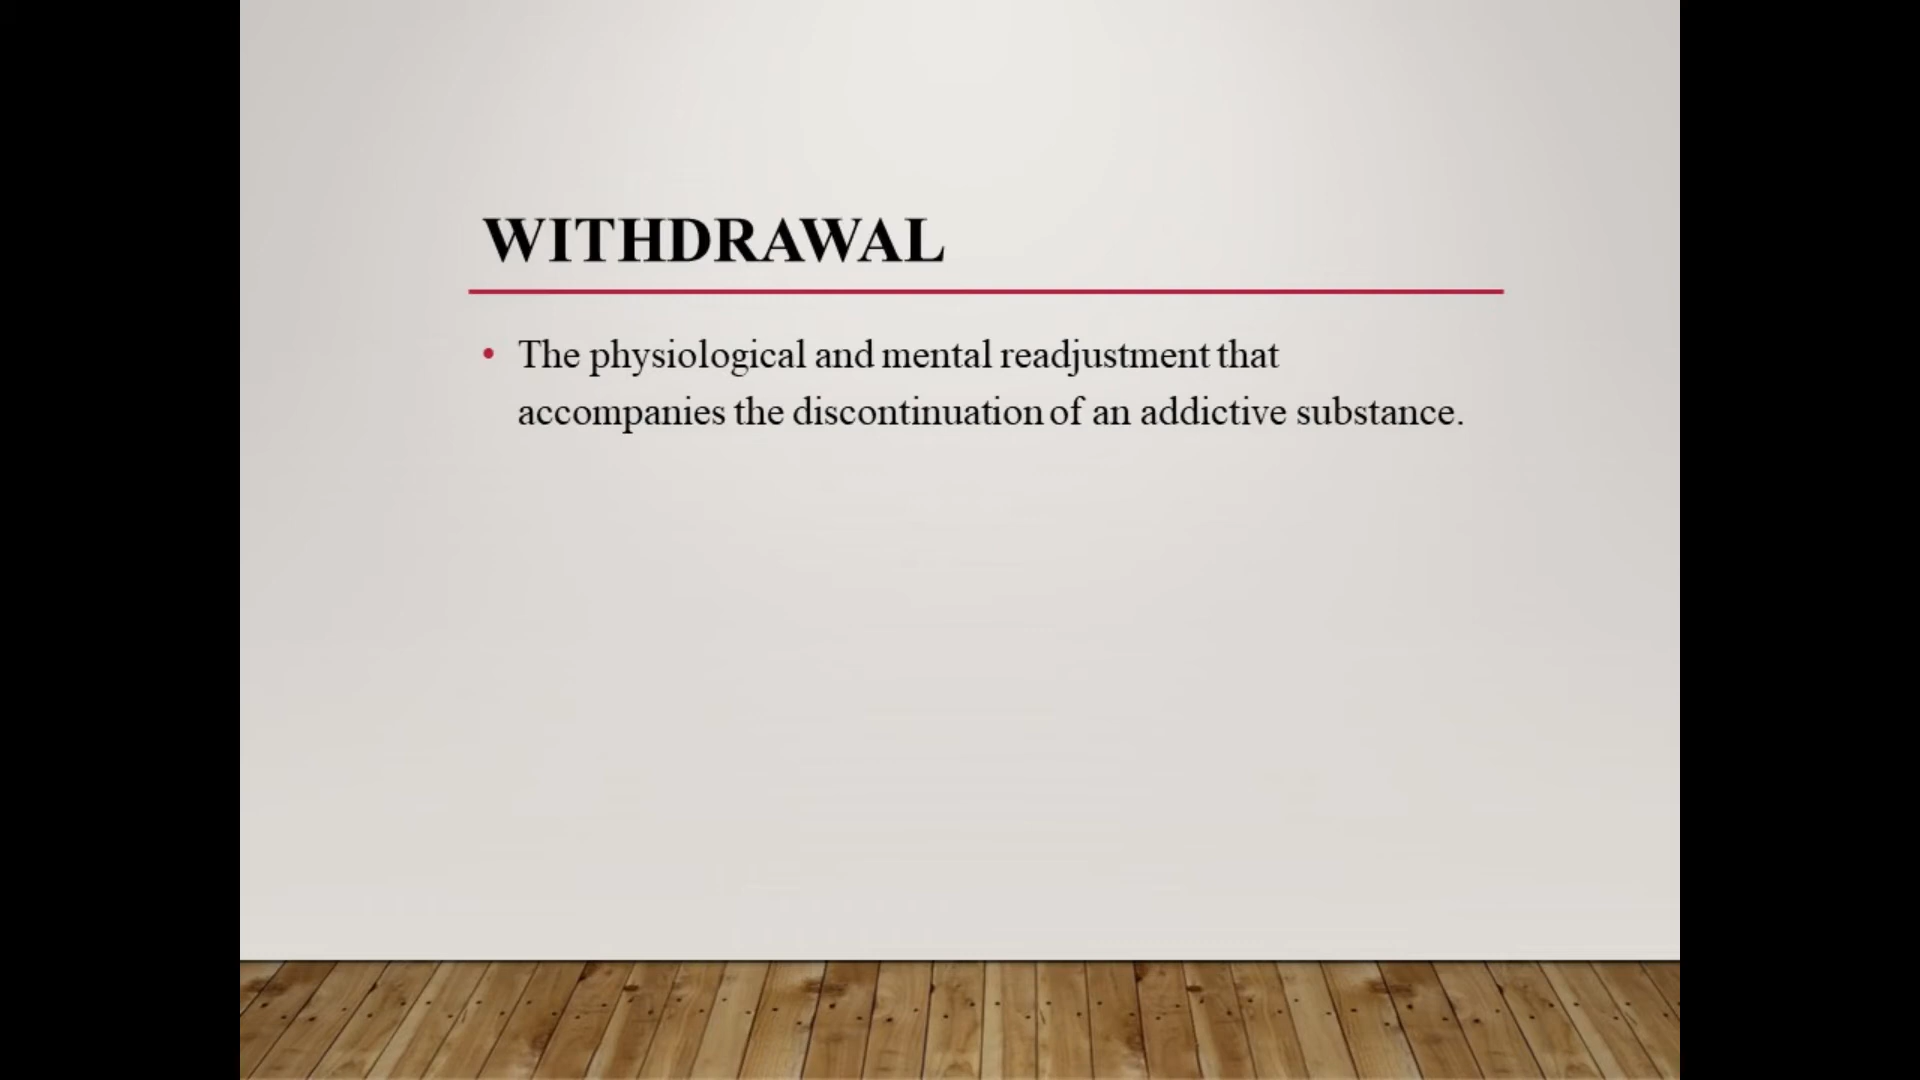 WITHDRAWAL
• The physiological and mental readjustment that
accompanies the discontinuation of an addictive substance.